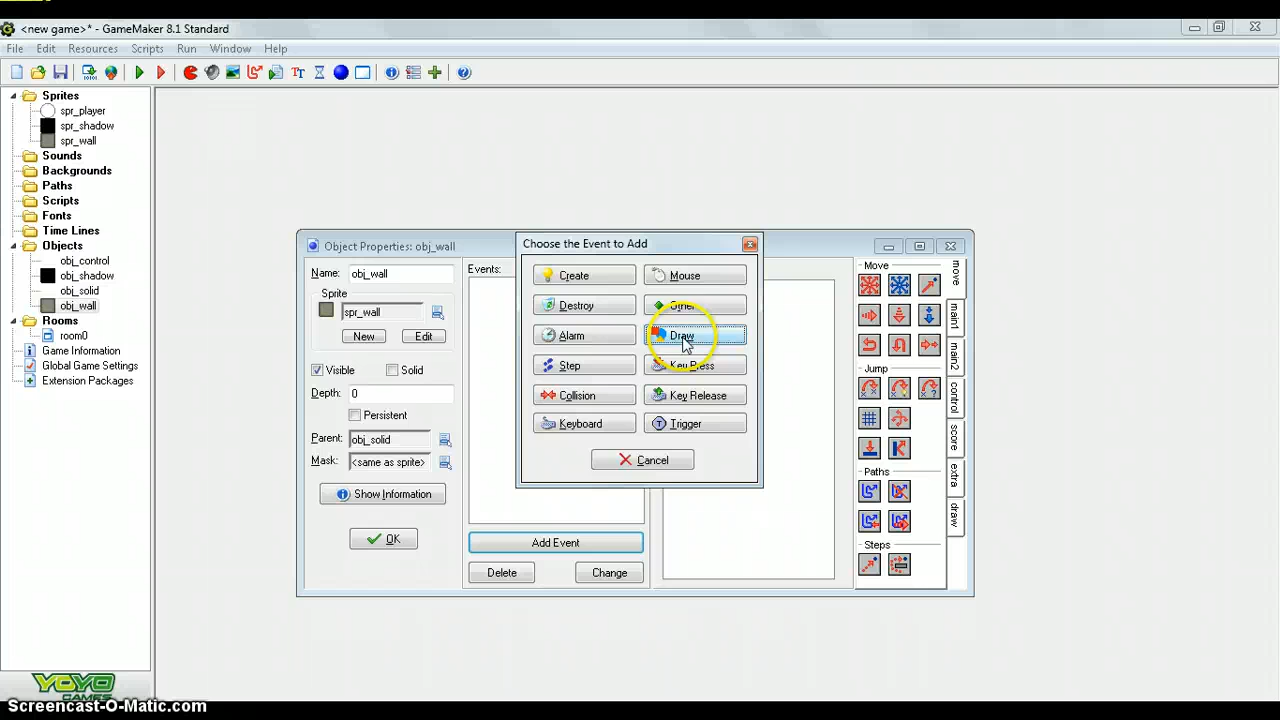 <new game>* - GameMaker 8.1 Standard
File Edit Resources Scripts Run Window Help
Sprites
spr_player
spr_shadow
spr_wall
Sounds
Backgrounds
Paths
Scripts
Fonts
Time Lines
Objects
obj_control
obj_shadow
obj_solid
obj_wall
Rooms
room0
Game Information
Global Game Settings
Extension Packages
YOYO
GAMES
Object Properties: obj_wall
Name: obj_wall
Sprite
spr_wall
New Edit
Visible Solid
Depth: 0
Persistent
Parent: obj_solid
Mask: <same as sprite>
Show Information
OK
Events:
Add Event
Delete Change
Choose the Event to Add
Create Mouse
Destroy Other
Alarm Draw
Step Key Press
Collision Key Release
Keyboard Trigger
Cancel
Move
Jump
Paths
Steps
move
main1
main2
control
score
extra
draw
Screencast-O-Matic.com